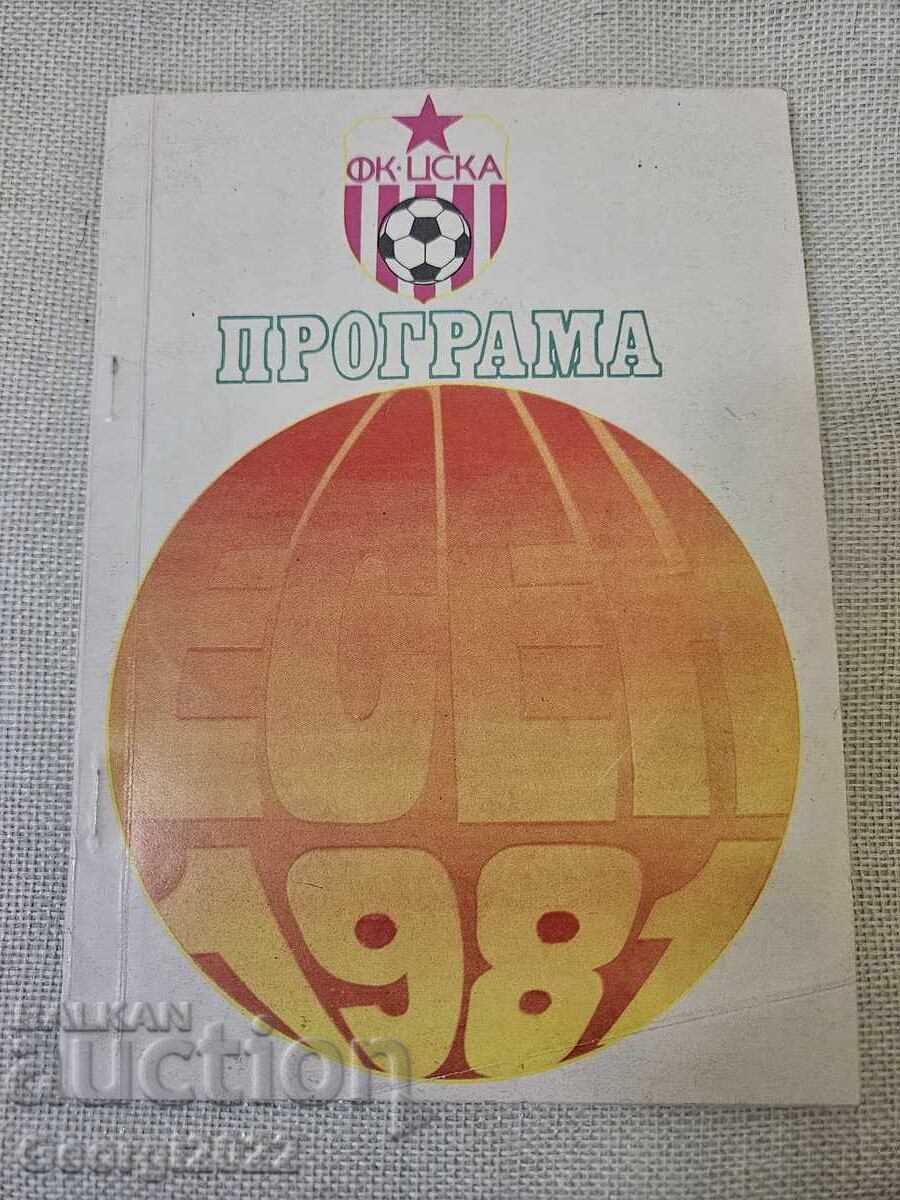 ФК·ЦСКА
ПРОГРАМА
ЕСЕН
1981
BALKAN
auction
Georgi2022